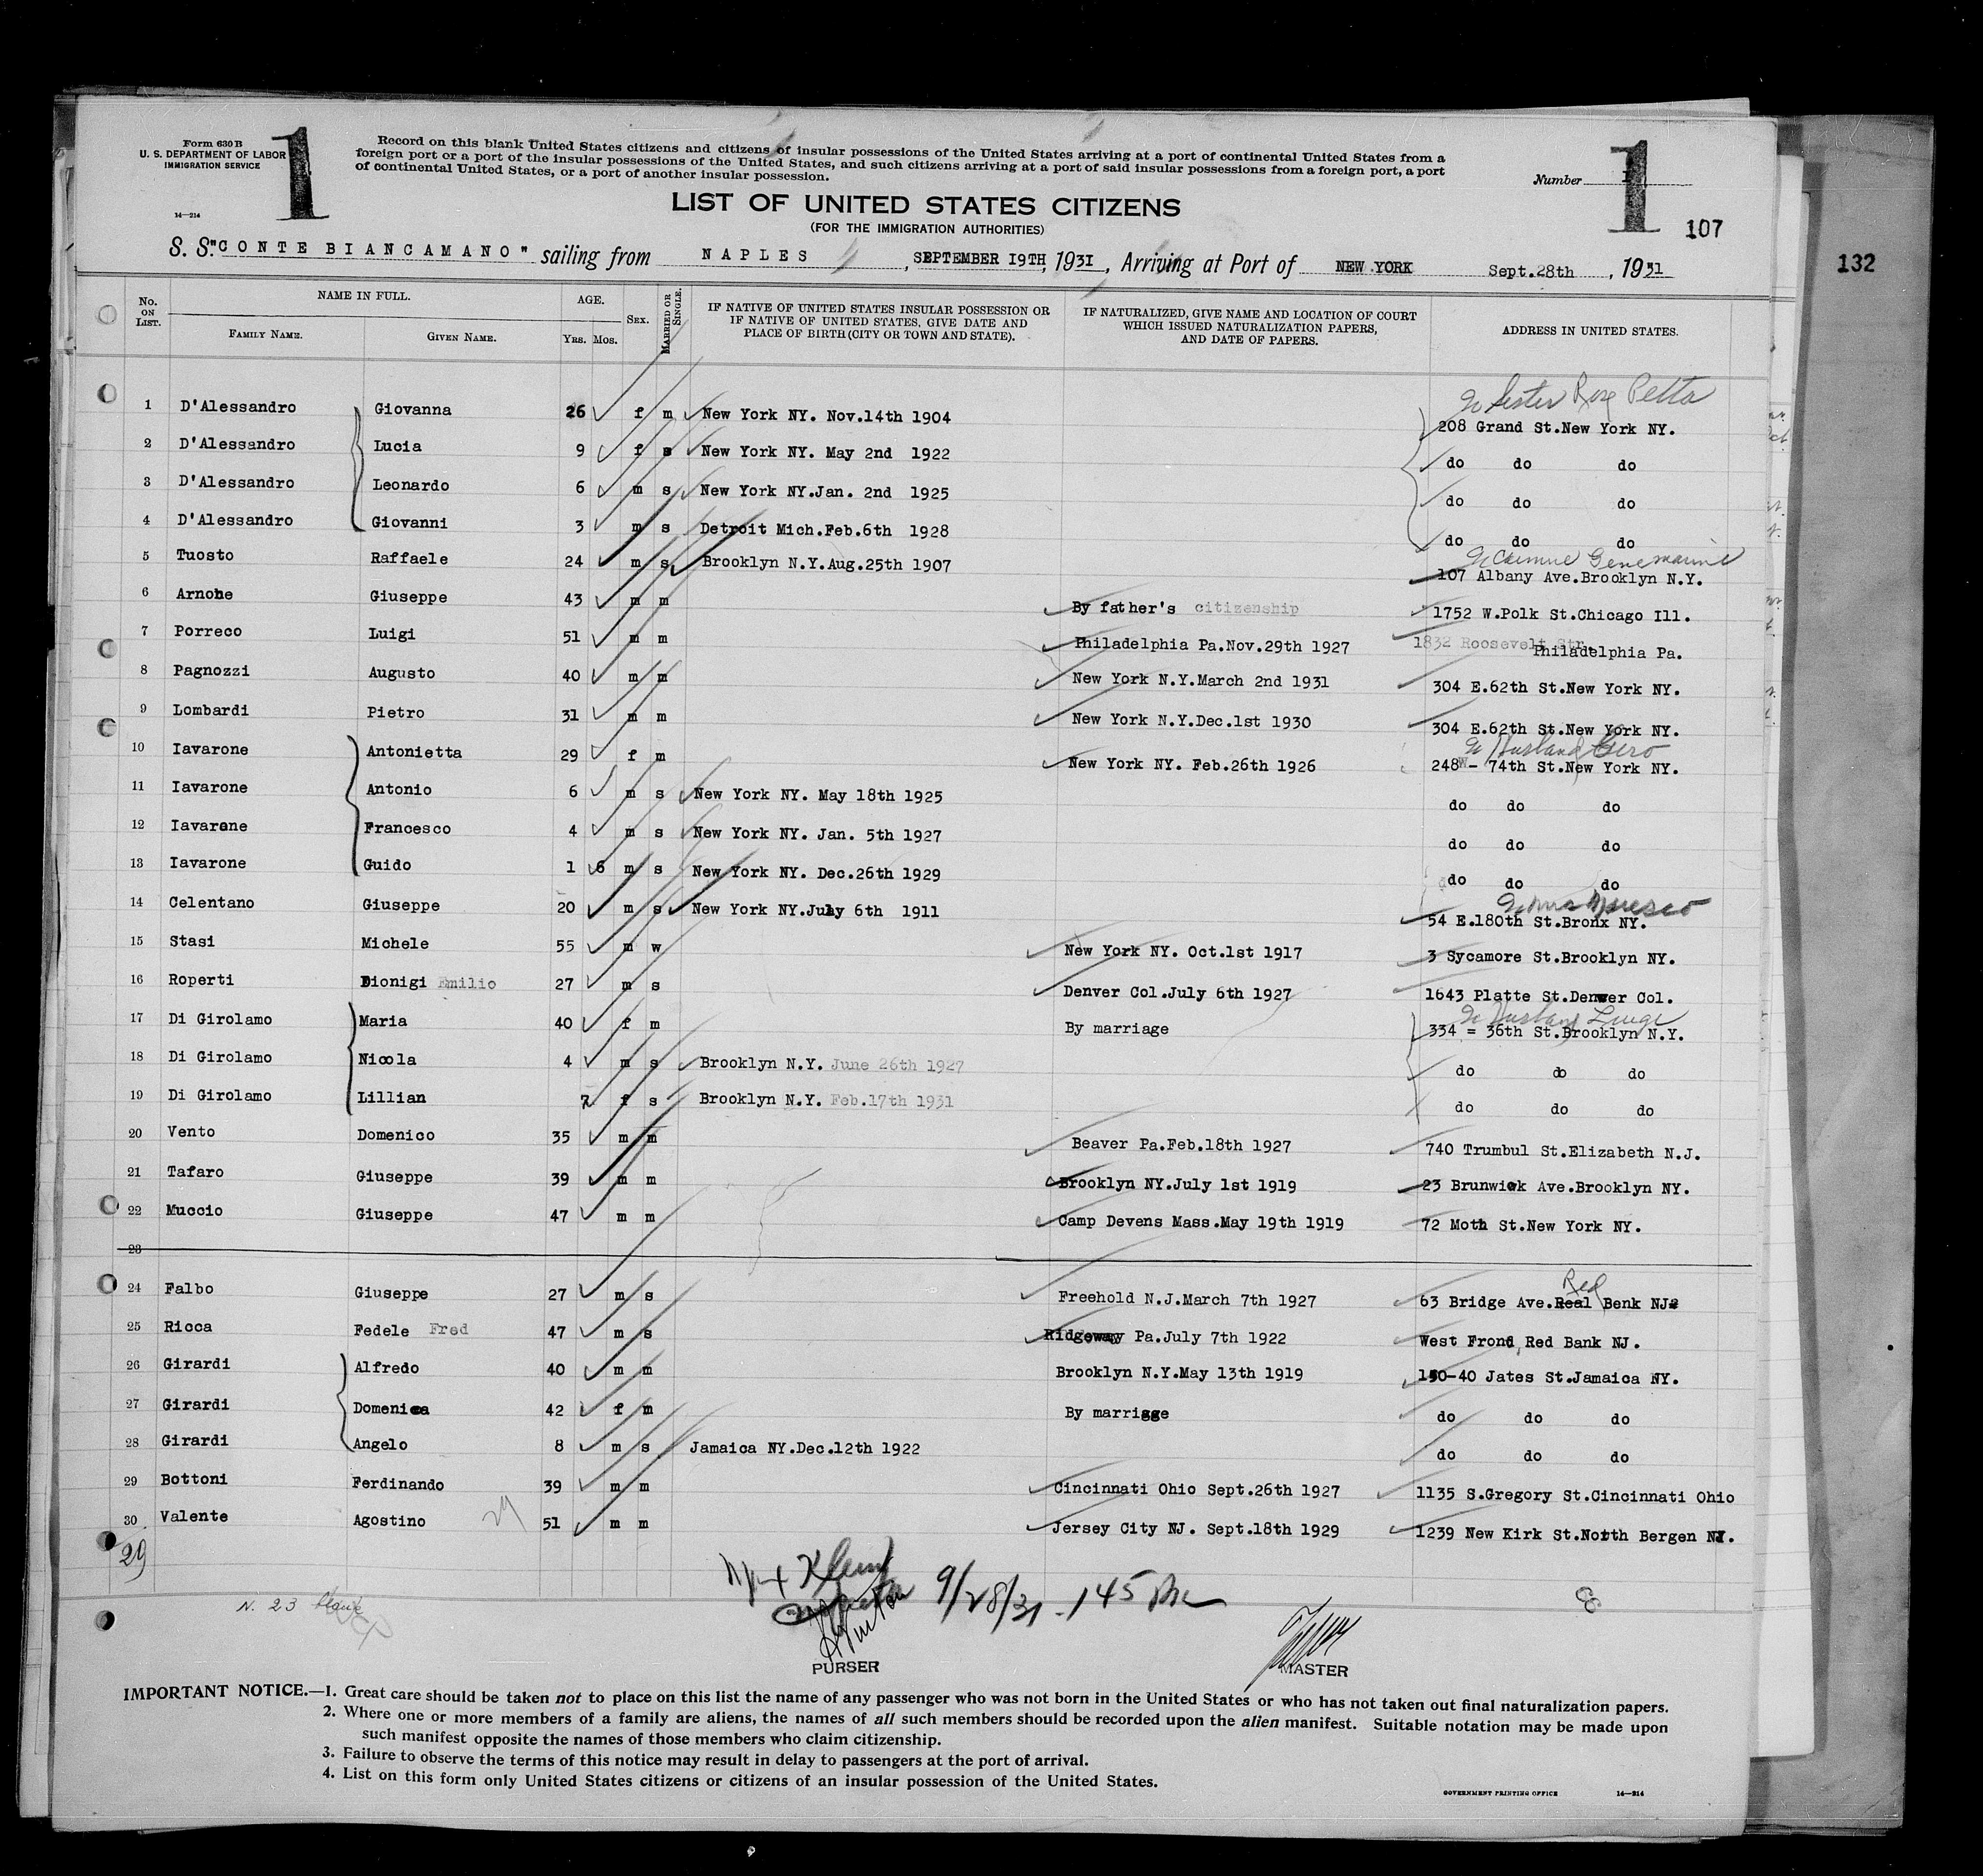 Form 630 B
U. S. DEPARTMENT OF LABOR
IMMIGRATION SERVICE
14—214
1
Record on this blank United States citizens and citizens of insular possessions of the United States arriving at a port of continental United States from a
foreign port or a port of the insular possessions of the United States, and such citizens arriving at a port of said insular possessions from a foreign port, a port
of continental United States, or a port of another insular possession.
Number
1
107
132
LIST OF UNITED STATES CITIZENS
(FOR THE IMMIGRATION AUTHORITIES)
S. S. "CONTE BIANCAMANO" sailing from NAPLES, SEPTEMBER I9TH, 1931, Arriving at Port of NEW YORK Sept.28th, 1931
No. ON LIST. NAME IN FULL. FAMILY NAME. GIVEN NAME. AGE. YRS. MOS. SEX. MARRIED OR SINGLE. IF NATIVE OF UNITED STATES INSULAR POSSESSION OR IF NATIVE OF UNITED STATES, GIVE DATE AND PLACE OF BIRTH (CITY OR TOWN AND STATE). IF NATURALIZED, GIVE NAME AND LOCATION OF COURT WHICH ISSUED NATURALIZATION PAPERS, AND DATE OF PAPERS. ADDRESS IN UNITED STATES.
To Sister Rose Petta
1 D'Alessandro Giovanna 26 f m New York NY. Nov.14th 1904 208 Grand St.New York NY.
2 D'Alessandro Lucia 9 f s New York NY. May 2nd 1922 do do do
3 D'Alessandro Leonardo 6 m s New York NY.Jan. 2nd 1925 do do do
4 D'Alessandro Giovanni 3 m s Detroit Mich.Feb.6th 1928 do do do
5 Tuosto Raffaele 24 m s Brooklyn N.Y.Aug.25th 1907 107 Albany Ave.Brooklyn N.Y.
6 Arnone Giuseppe 43 m m By father's citizenship 1752 W.Polk St.Chicago Ill.
7 Porreco Luigi 51 m m Philadelphia Pa.Nov.29th 1927 1832 Roosevelt Str. Philadelphia Pa.
8 Pagnozzi Augusto 40 m m New York N.Y.March 2nd 1931 304 E.62th St.New York NY.
9 Lombardi Pietro 31 m m New York N.Y.Dec.1st 1930 304 E.62th St.New York NY.
To Husband Ciro
10 Iavarone Antonietta 29 f m New York NY. Feb.26th 1926 248 W- 74th St.New York NY.
11 Iavarone Antonio 6 m s New York NY. May 18th 1925 do do do
12 Iavarone Francesco 4 m s New York NY. Jan. 5th 1927 do do do
13 Iavarone Guido 1 6 m s New York NY. Dec.26th 1929 do do do
14 Celentano Giuseppe 20 m s New York NY.July 6th 1911 54 E.180th St.Bronx NY.
15 Stasi Michele 55 m w New York NY. Oct.1st 1917 3 Sycamore St.Brooklyn NY.
16 Roperti Dionigi Emilio 27 m s Denver Col.July 6th 1927 1643 Platte St.Denver Col.
To Husband Luigi
17 Di Girolamo Maria 40 f m By marriage 334 = 36th St.Brooklyn N.Y.
18 Di Girolamo Nicola 4 m s Brooklyn N.Y. June 26th 1927 do do do
19 Di Girolamo Lillian 7 f s Brooklyn N.Y. Feb.17th 1931 do do do
20 Vento Domenico 35 m m Beaver Pa.Feb.18th 1927 740 Trumbul St.Elizabeth N.J.
21 Tafaro Giuseppe 39 m m Brooklyn NY.July 1st 1919 23 Brunwick Ave.Brooklyn NY.
22 Muccio Giuseppe 47 m m Camp Devens Mass.May 19th 1919 72 Moth St.New York NY.
23
24 Falbo Giuseppe 27 m s Freehold N.J.March 7th 1927 63 Bridge Ave.Real Red Benk NJ
25 Ricca Fedele Fred 47 m s Ridgeway Pa.July 7th 1922 West Frond, Red Bank NJ.
26 Girardi Alfredo 40 m m Brooklyn N.Y.May 13th 1919 150-40 Jates St.Jamaica NY.
27 Girardi Domenica 42 f m By marrigge do do do
28 Girardi Angelo 8 m s Jamaica NY.Dec.12th 1922 do do do
29 Bottoni Ferdinando 39 m m Cincinnati Ohio Sept.26th 1927 1135 S.Gregory St.Cincinnati Ohio
30 Valente Agostino 51 m m Jersey City NJ. Sept.18th 1929 1239 New Kirk St.North Bergen NJ.
29
29
N. 23 Blanc
9/28/31 - 145 PM
PURSER
MASTER
IMPORTANT NOTICE.—1. Great care should be taken not to place on this list the name of any passenger who was not born in the United States or who has not taken out final naturalization papers.
2. Where one or more members of a family are aliens, the names of all such members should be recorded upon the alien manifest. Suitable notation may be made upon
such manifest opposite the names of those members who claim citizenship.
3. Failure to observe the terms of this notice may result in delay to passengers at the port of arrival.
4. List on this form only United States citizens or citizens of an insular possession of the United States.
GOVERNMENT PRINTING OFFICE 14—214